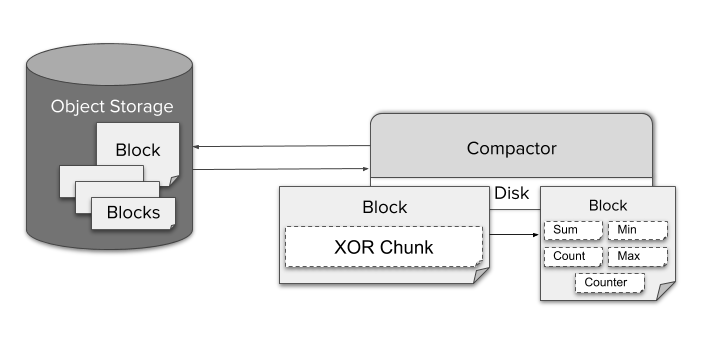 Object Storage
Block
Blocks
Compactor
Disk
Block
XOR Chunk
Block
Sum Min
Count Max
Counter